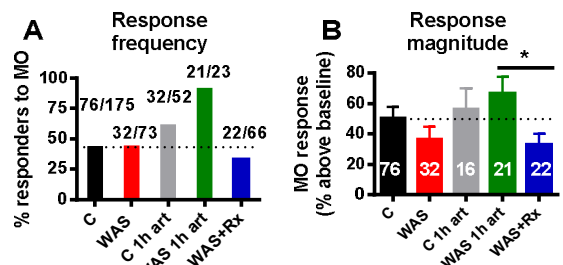 A
Response
frequency
% responders to MO
100
75
50
25
0
76/175
32/73
32/52
21/23
22/66
C
WAS
C 1h art
WAS 1h art
WAS+Rx
B
Response
magnitude
MO response
(% above baseline)
80
60
40
20
0
*
76
32
16
21
22
C
WAS
C 1h art
WAS 1h art
WAS+Rx